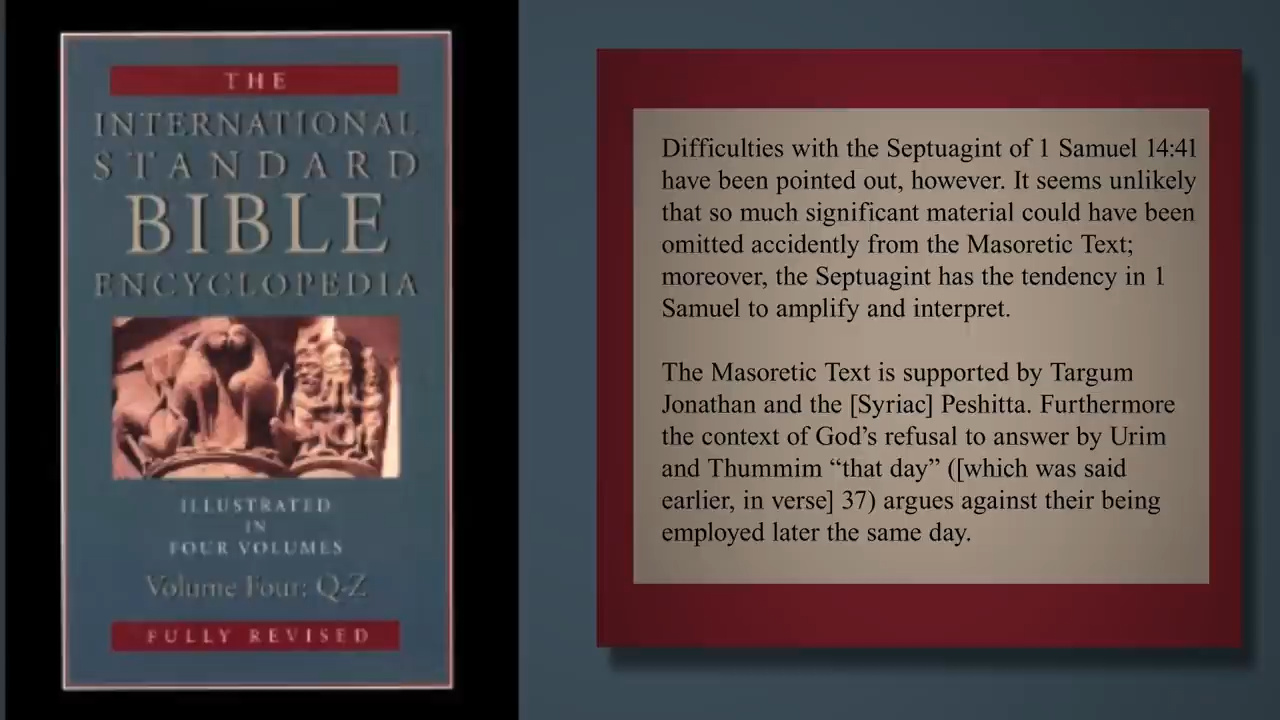 THE
INTERNATIONAL
STANDARD
BIBLE
ENCYCLOPEDIA
ILLUSTRATED
IN
FOUR VOLUMES
Volume Four: Q-Z
FULLY REVISED
Difficulties with the Septuagint of 1 Samuel 14:41
have been pointed out, however. It seems unlikely
that so much significant material could have been
omitted accidently from the Masoretic Text;
moreover, the Septuagint has the tendency in 1
Samuel to amplify and interpret.
The Masoretic Text is supported by Targum
Jonathan and the [Syriac] Peshitta. Furthermore
the context of God’s refusal to answer by Urim
and Thummim “that day” ([which was said
earlier, in verse] 37) argues against their being
employed later the same day.